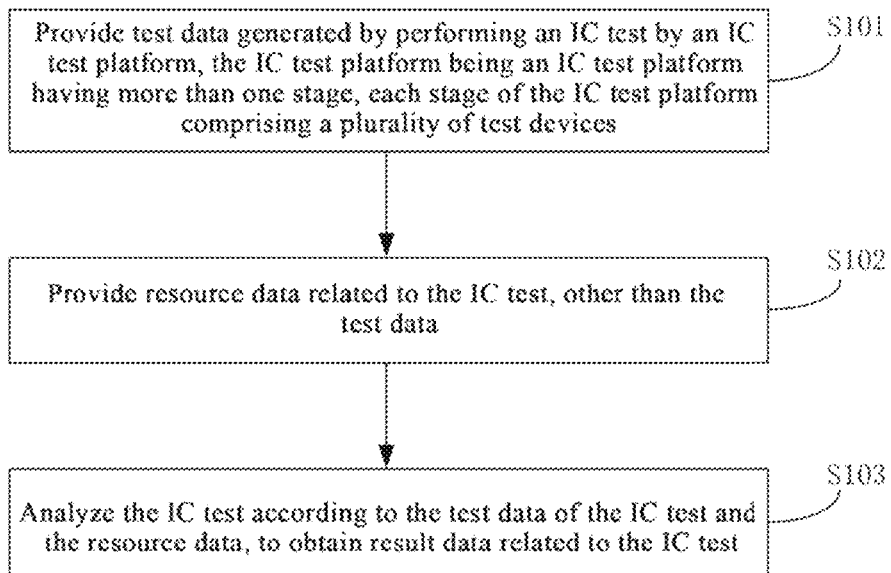 Provide test data generated by performing an IC test by an IC
test platform, the IC test platform being an IC test platform
having more than one stage, each stage of the IC test platform
comprising a plurality of test devices
S101
Provide resource data related to the IC test, other than the
test data
S102
Analyze the IC test according to the test data of the IC test and
the resource data, to obtain result data related to the IC test
S103